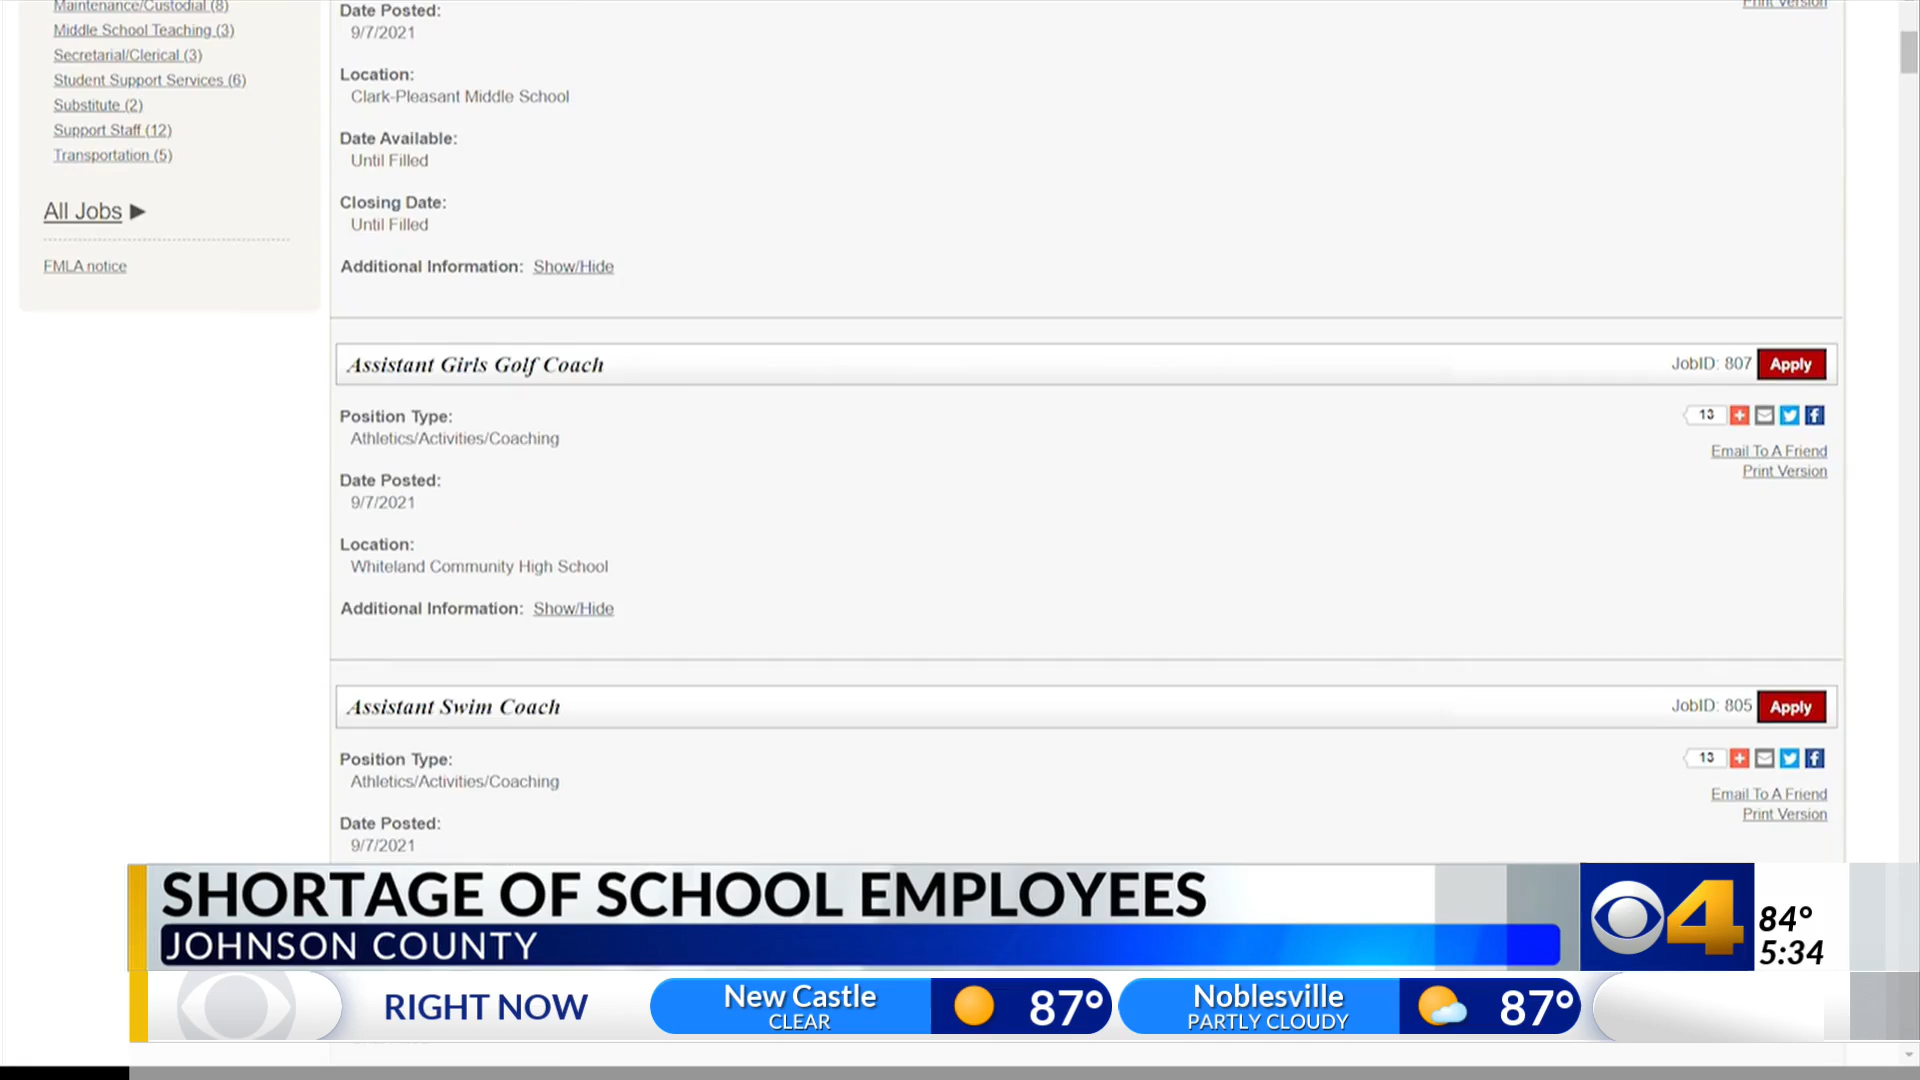 Maintenance/Custodial (8)
Middle School Teaching (3)
Secretarial/Clerical (3)
Student Support Services (6)
Substitute (2)
Support Staff (12)
Transportation (5)
All Jobs
FMLA notice
Print Version
Date Posted:
9/7/2021
Location:
Clark-Pleasant Middle School
Date Available:
Until Filled
Closing Date:
Until Filled
Additional Information: Show/Hide
Assistant Girls Golf Coach
JobID: 807 Apply
Position Type:
Athletics/Activities/Coaching
13
Email To A Friend
Print Version
Date Posted:
9/7/2021
Location:
Whiteland Community High School
Additional Information: Show/Hide
Assistant Swim Coach
JobID: 805 Apply
Position Type:
Athletics/Activities/Coaching
13
Email To A Friend
Print Version
Date Posted:
9/7/2021
SHORTAGE OF SCHOOL EMPLOYEES
JOHNSON COUNTY
4
84°
5:34
RIGHT NOW
New Castle
CLEAR
87°
Noblesville
PARTLY CLOUDY
87°